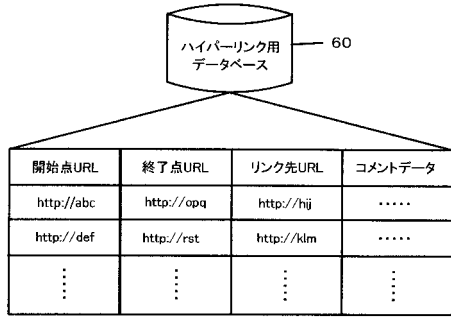 ハイパーリンク用
データベース
60
開始点URL 終了点URL リンク先URL コメントデータ
http://abc http://opq http://hij ・・・・・
http://def http://rst http://klm ・・・・・